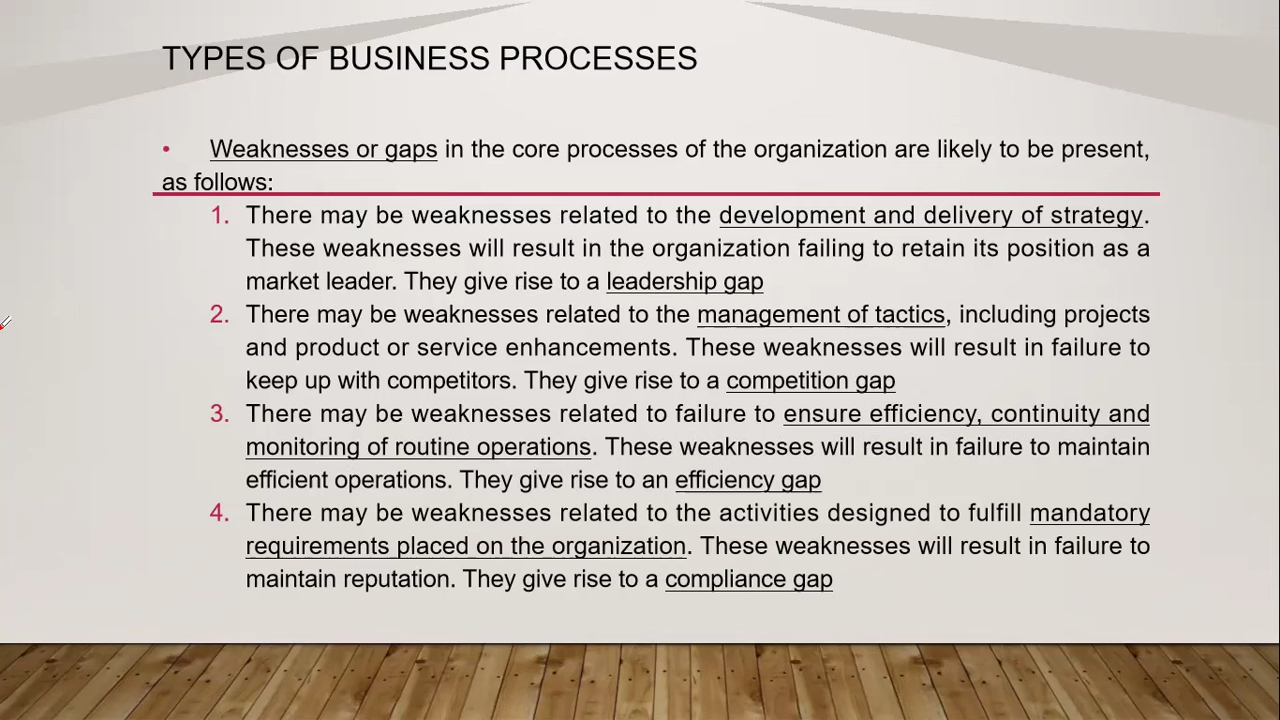 TYPES OF BUSINESS PROCESSES
• Weaknesses or gaps in the core processes of the organization are likely to be present,
as follows:
1. There may be weaknesses related to the development and delivery of strategy.
These weaknesses will result in the organization failing to retain its position as a
market leader. They give rise to a leadership gap
2. There may be weaknesses related to the management of tactics, including projects
and product or service enhancements. These weaknesses will result in failure to
keep up with competitors. They give rise to a competition gap
3. There may be weaknesses related to failure to ensure efficiency, continuity and
monitoring of routine operations. These weaknesses will result in failure to maintain
efficient operations. They give rise to an efficiency gap
4. There may be weaknesses related to the activities designed to fulfill mandatory
requirements placed on the organization. These weaknesses will result in failure to
maintain reputation. They give rise to a compliance gap